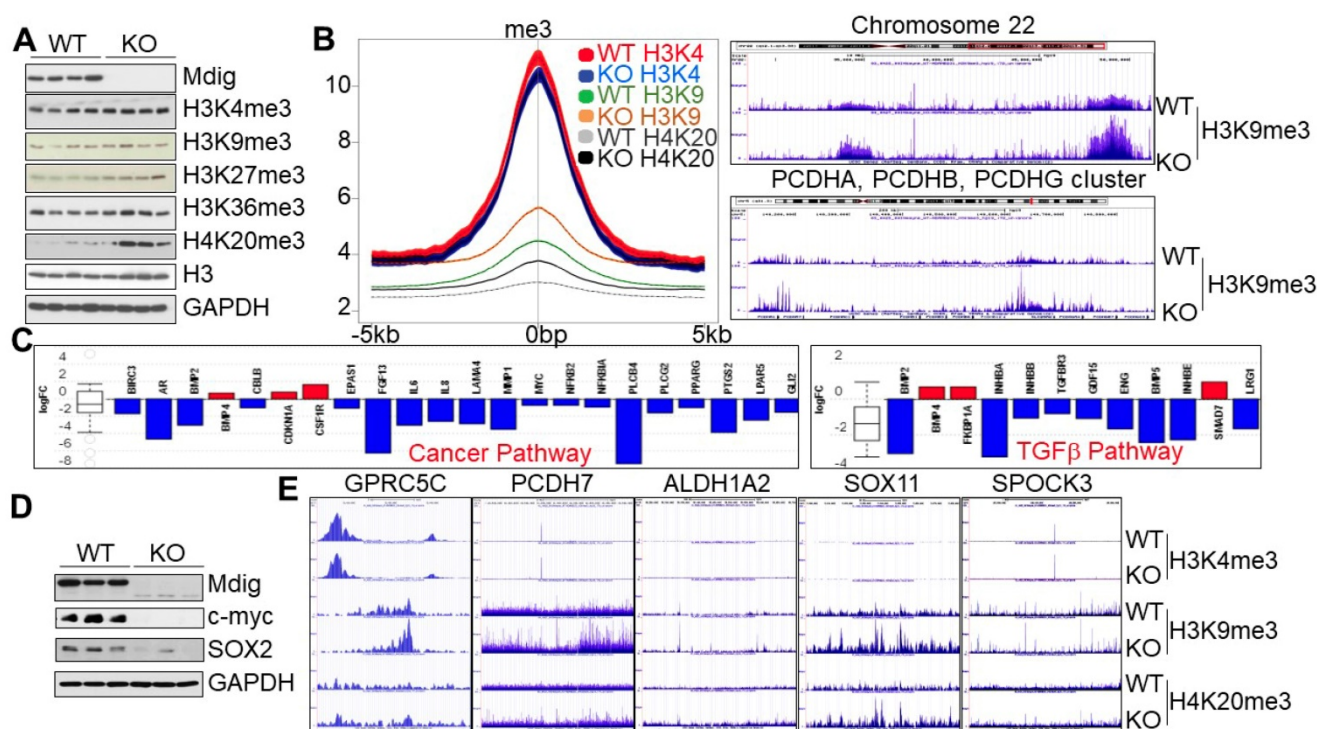 A
WT KO
Mdig
H3K4me3
H3K9me3
H3K27me3
H3K36me3
H4K20me3
H3
GAPDH
B
me3
10
8
6
4
2
-5kb 0bp 5kb
WT H3K4
KO H3K4
WT H3K9
KO H3K9
WT H4K20
KO H4K20
Chromosome 22
WT
KO
H3K9me3
PCDHA, PCDHB, PCDHG cluster
WT
KO
H3K9me3
C
logFC
4
2
0
-2
-4
-6
-8
BIRC3 AR BMP2 BMP4 CBLB CDKN1A CSF1R EPAS1 FGF13 IL6 IL8 LAMA4 MMP1 MYC NFKB2 NFKBIA PLCB4 PLCG2 PPARG PTGS2 LPAR5 GLI2
Cancer Pathway
logFC
2
0
-2
-4
BMP2 BMP4 FKBP1A INHBA INHBB TGFBR3 GDF15 ENG BMP5 INHBE SMAD7 LRG1
TGFβ Pathway
D
WT KO
Mdig
c-myc
SOX2
GAPDH
E
GPRC5C PCDH7 ALDH1A2 SOX11 SPOCK3
WT
KO
H3K4me3
WT
KO
H3K9me3
WT
KO
H4K20me3